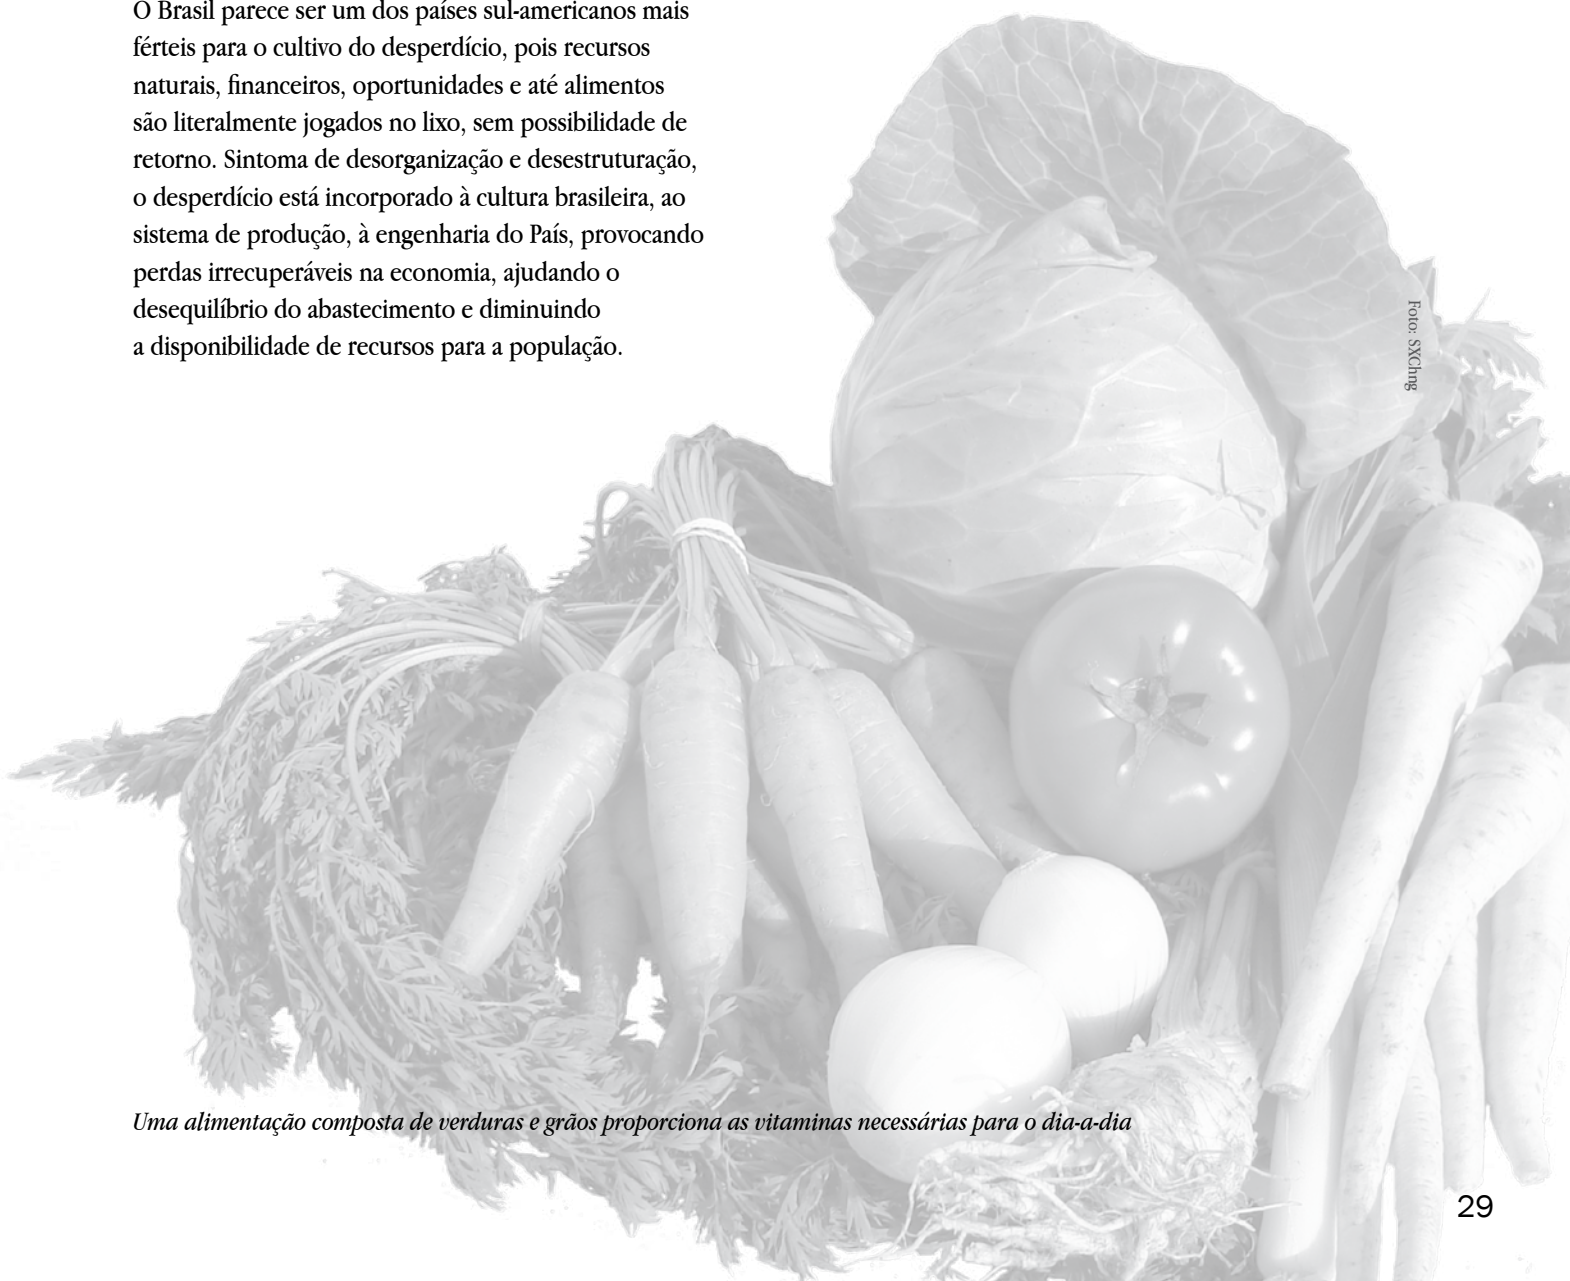 O Brasil parece ser um dos países sul-americanos mais
férteis para o cultivo do desperdício, pois recursos
naturais, financeiros, oportunidades e até alimentos
são literalmente jogados no lixo, sem possibilidade de
retorno. Sintoma de desorganização e desestruturação,
o desperdício está incorporado à cultura brasileira, ao
sistema de produção, à engenharia do País, provocando
perdas irrecuperáveis na economia, ajudando o
desequilíbrio do abastecimento e diminuindo
a disponibilidade de recursos para a população.
Foto: SXChng
Uma alimentação composta de verduras e grãos proporciona as vitaminas necessárias para o dia-a-dia
29